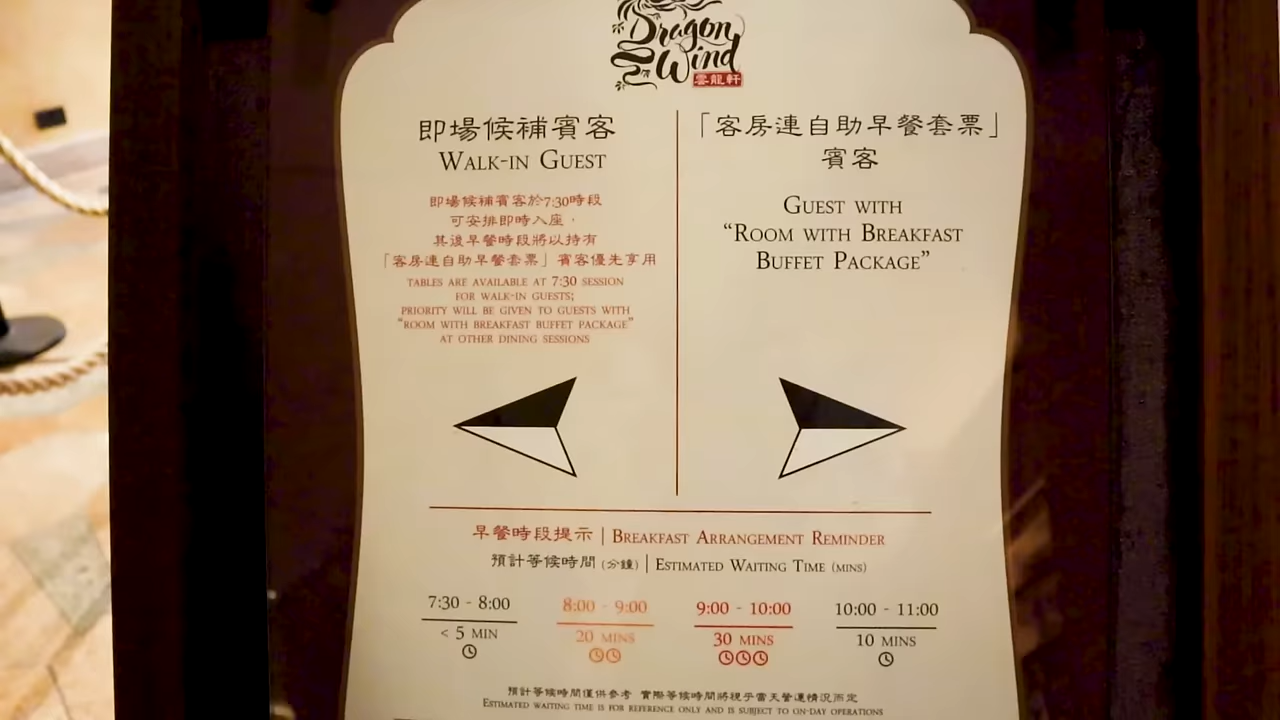 Dragon
Wind
雲龍軒
即場候補賓客
WALK-IN GUEST
即場候補賓客於7:30時段
可安排即時入座，
其後早餐時段將以持有
「客房連自助早餐套票」賓客優先享用
TABLES ARE AVAILABLE AT 7:30 SESSION
FOR WALK-IN GUESTS;
PRIORITY WILL BE GIVEN TO GUESTS WITH
“ROOM WITH BREAKFAST BUFFET PACKAGE”
AT OTHER DINING SESSIONS
「客房連自助早餐套票」
賓客
GUEST WITH
“ROOM WITH BREAKFAST
BUFFET PACKAGE”
早餐時段提示 | BREAKFAST ARRANGEMENT REMINDER
預計等候時間 (分鐘) | ESTIMATED WAITING TIME (MINS)
7:30 - 8:00
< 5 MIN
8:00 - 9:00
20 MINS
9:00 - 10:00
30 MINS
10:00 - 11:00
10 MINS
預計等候時間僅供參考 實際等候時間將視乎當天營運情況而定
ESTIMATED WAITING TIME IS FOR REFERENCE ONLY AND IS SUBJECT TO ON-DAY OPERATIONS